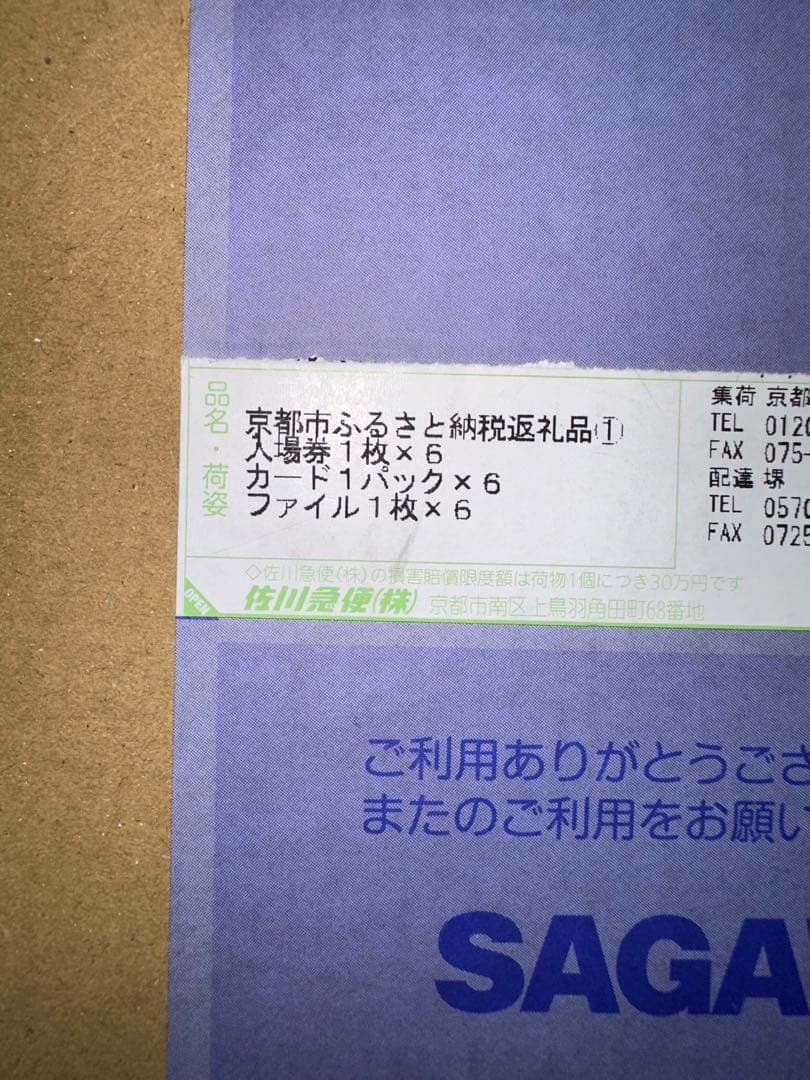 品名・荷姿
京都市ふるさと納税返礼品(T)
入場券1枚×6
カード1パック×6
ファイル1枚×6
集荷 京都
TEL 0120
FAX 075-
配達 堺
TEL 0570
FAX 0725
◇佐川急便(株)の損害賠償限度額は荷物1個につき30万円です
OPEN
佐川急便(株) 京都市南区上鳥羽角田町68番地
ご利用ありがとうござ
またのご利用をお願い
SAGA